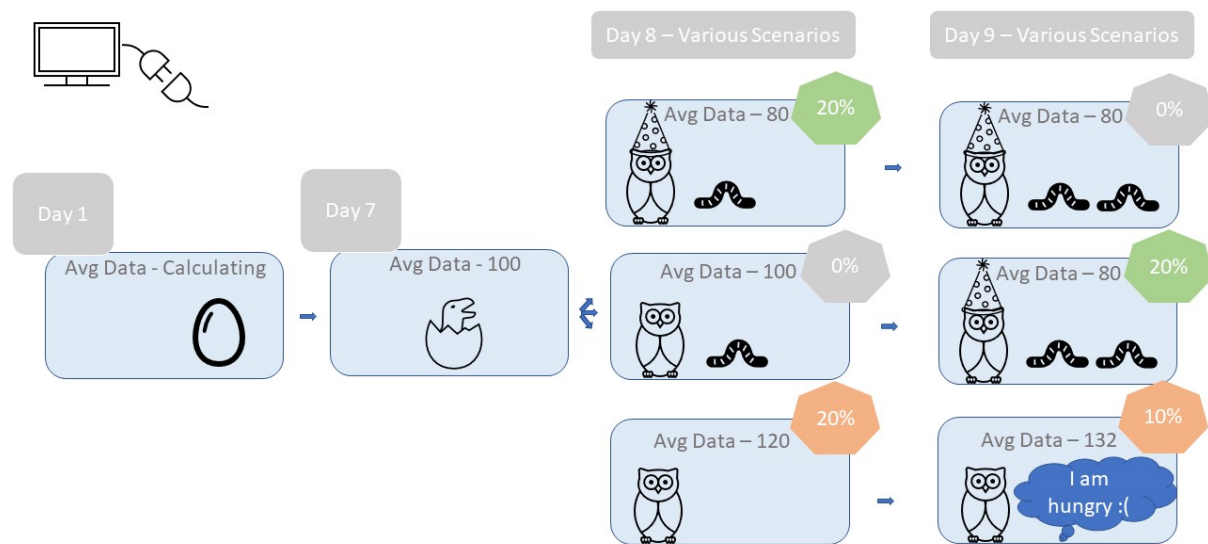 Day 8 – Various Scenarios
Day 9 – Various Scenarios
Avg Data – 80
20%
Avg Data – 80
0%
Day 1
Day 7
Avg Data - Calculating
Avg Data - 100
Avg Data – 100
0%
Avg Data – 80
20%
Avg Data – 120
20%
Avg Data – 132
10%
I am
hungry :(